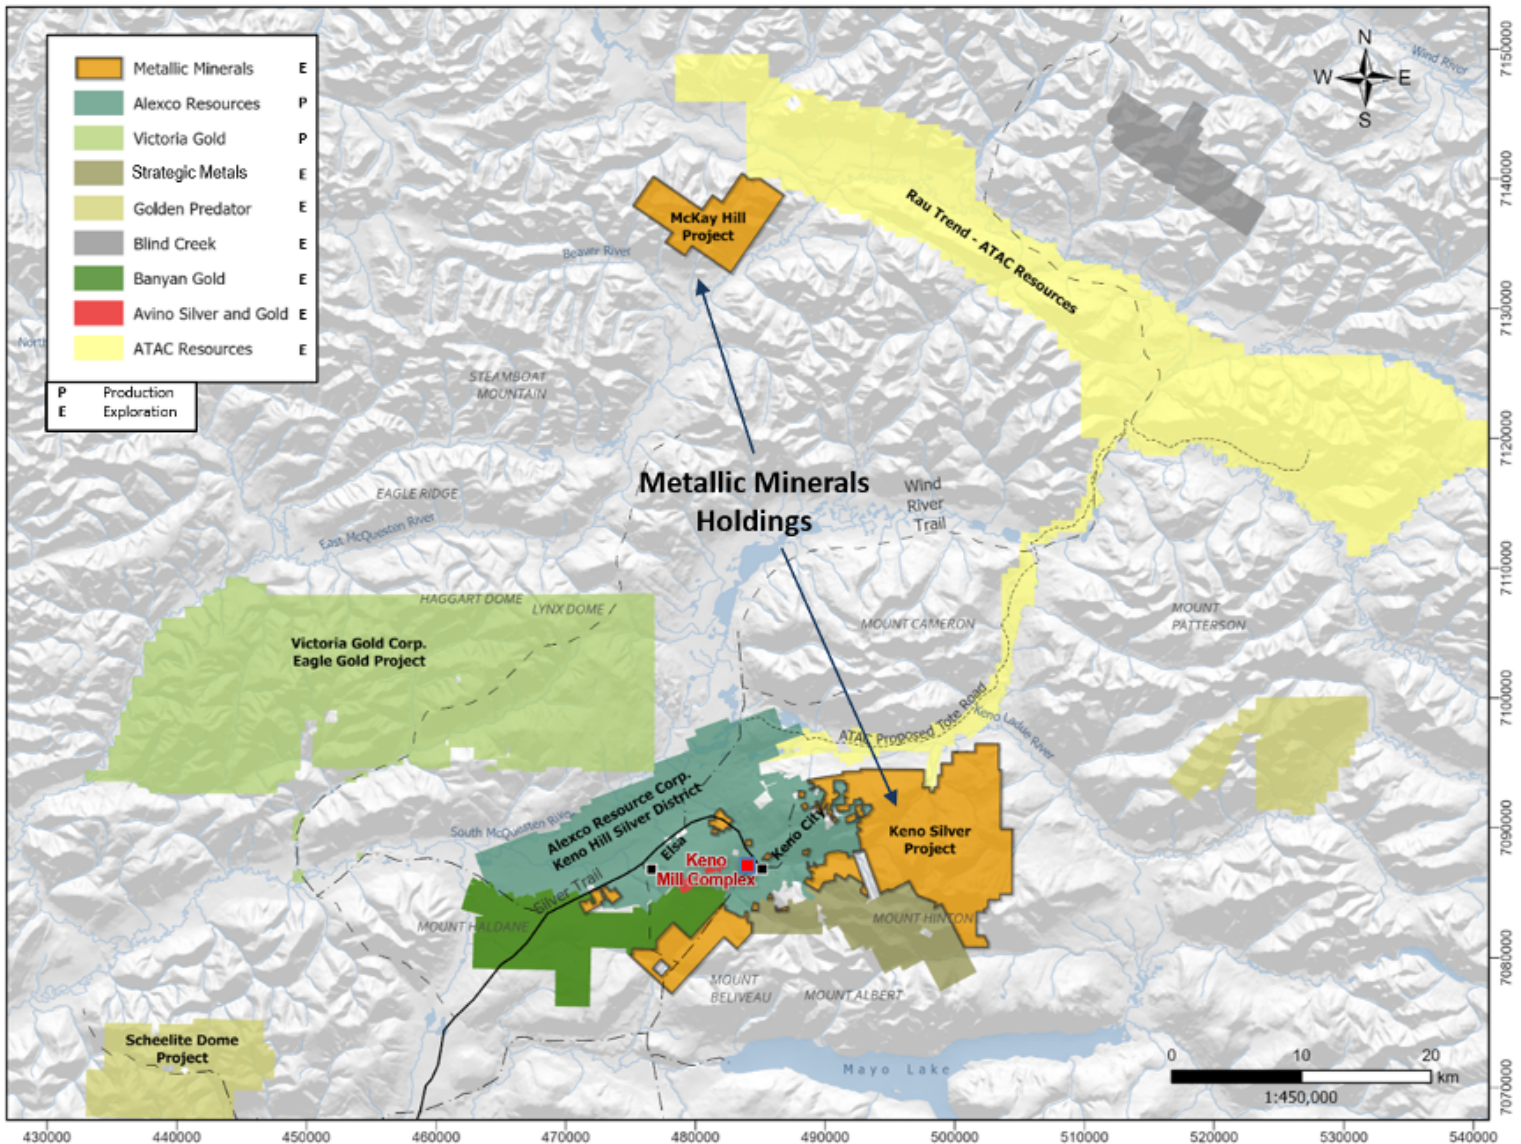 Metallic Minerals E
Alexco Resources P
Victoria Gold P
Strategic Metals E
Golden Predator E
Blind Creek E
Banyan Gold E
Avino Silver and Gold E
ATAC Resources E
P Production
E Exploration
N
W E
S
Wind River
McKay Hill
Project
Beaver River
Rau Trend - ATAC Resources
North
STEAMBOAT
MOUNTAIN
Metallic Minerals
Holdings
EAGLE RIDGE
East McQuesten River
Wind
River
Trail
HAGGART DOME
LYNX DOME
MOUNT CAMERON
MOUNT
PATTERSON
Victoria Gold Corp.
Eagle Gold Project
ATAC Proposed Tote Road
Keno Ladue River
Alexco Resource Corp.
Keno Hill Silver District
South McQuesten River
Elsa
Keno City
Keno
Mill Complex
Keno Silver
Project
Silver Trail
MOUNT HALDANE
MOUNT HINTON
MOUNT
BELIVEAU
MOUNT ALBERT
Scheelite Dome
Project
Mayo Lake
0 10 20
km
1:450,000
7150000
7140000
7130000
7120000
7110000
7100000
7090000
7080000
7070000
430000 440000 450000 460000 470000 480000 490000 500000 510000 520000 530000 540000